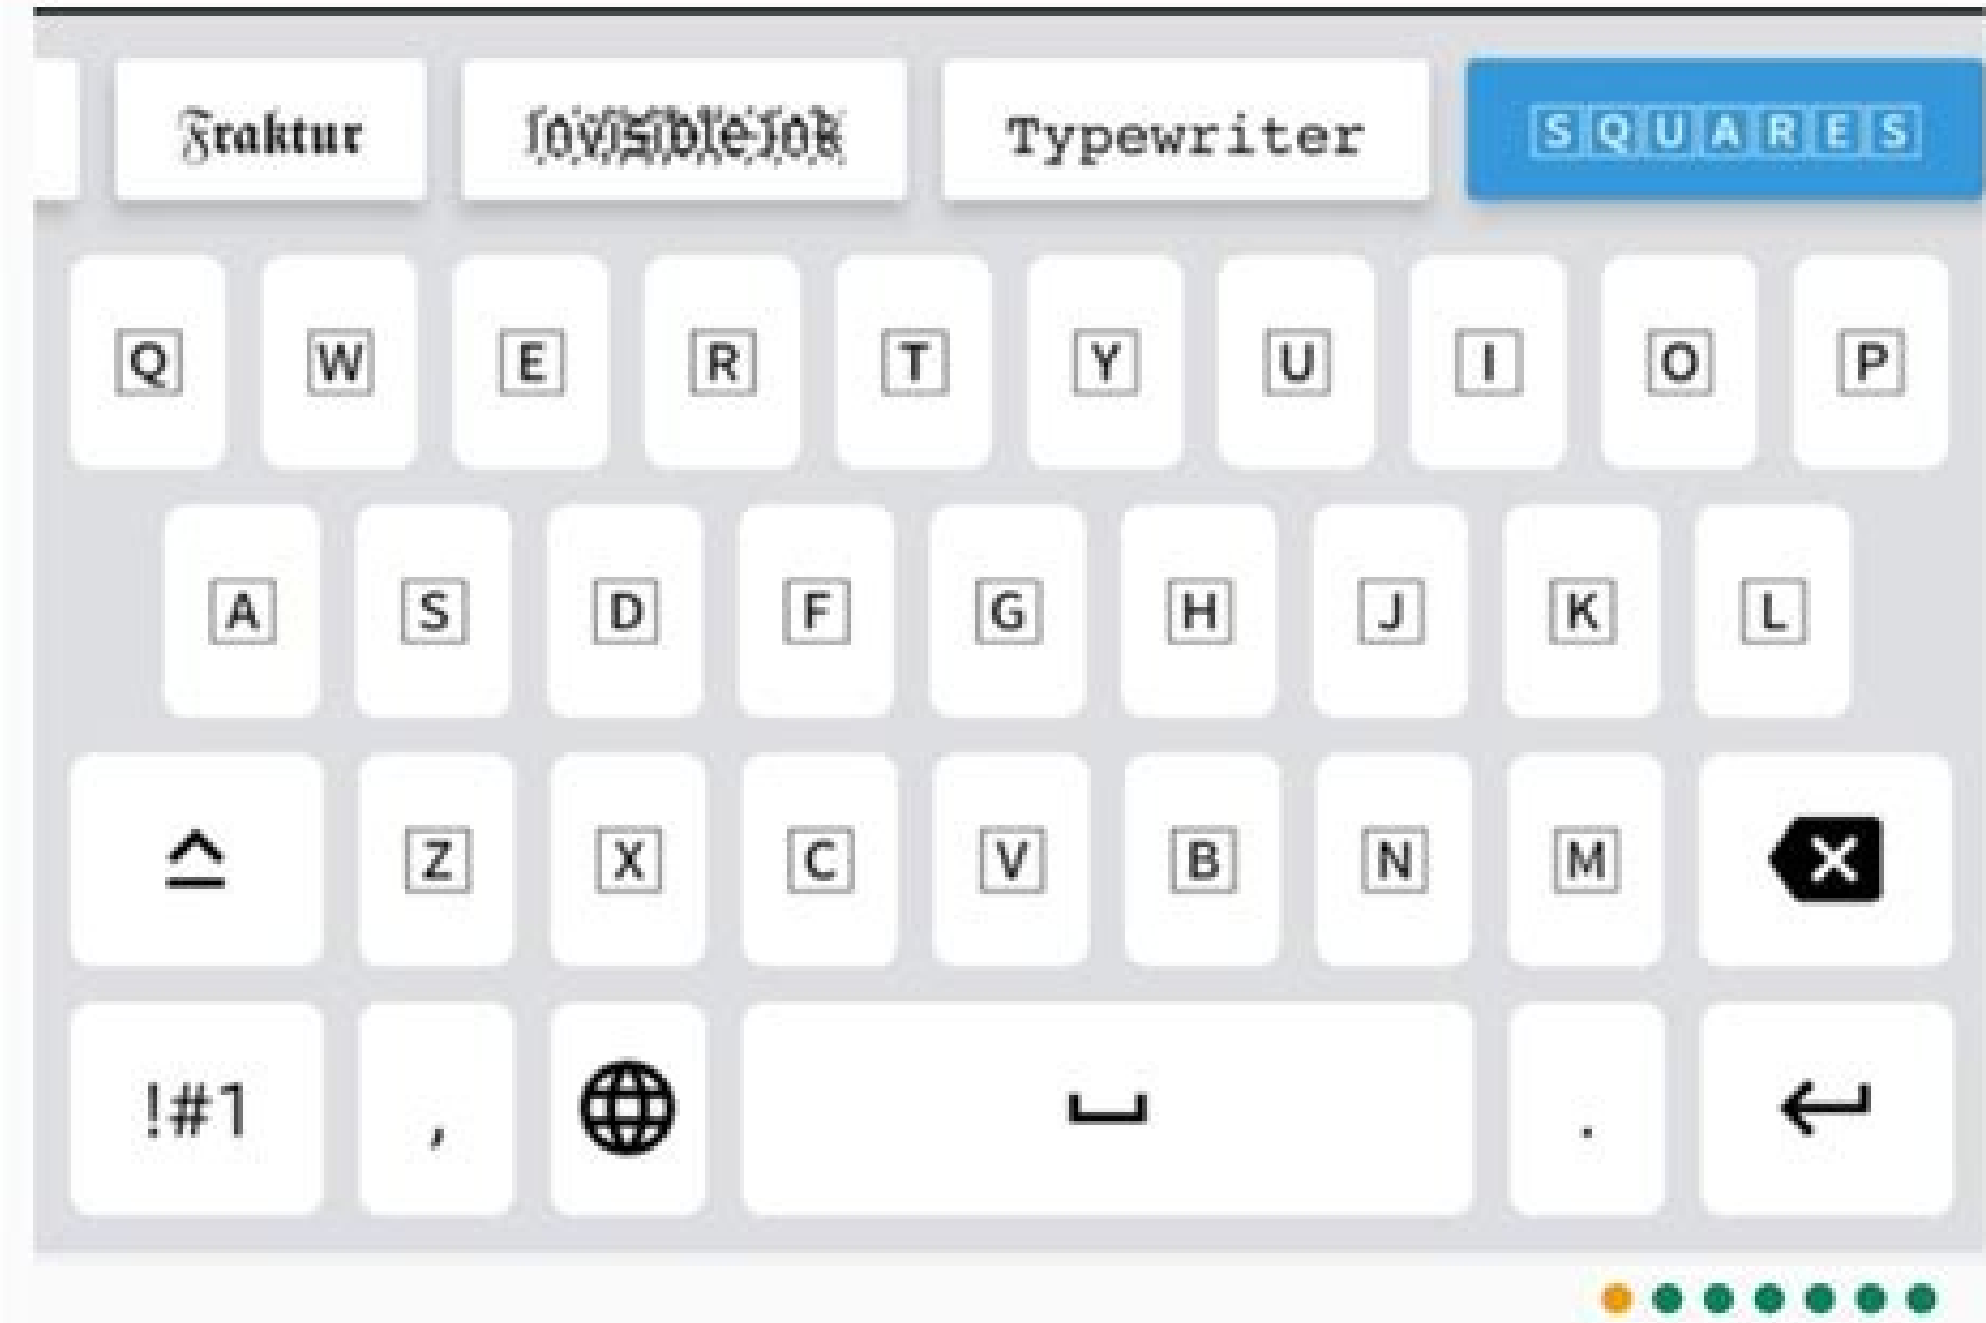 Fraktur InvisibleInk Typewriter SQUARES
Q W E R T Y U I O P
A S D F G H J K L
Z X C V B N M
!#1 , .